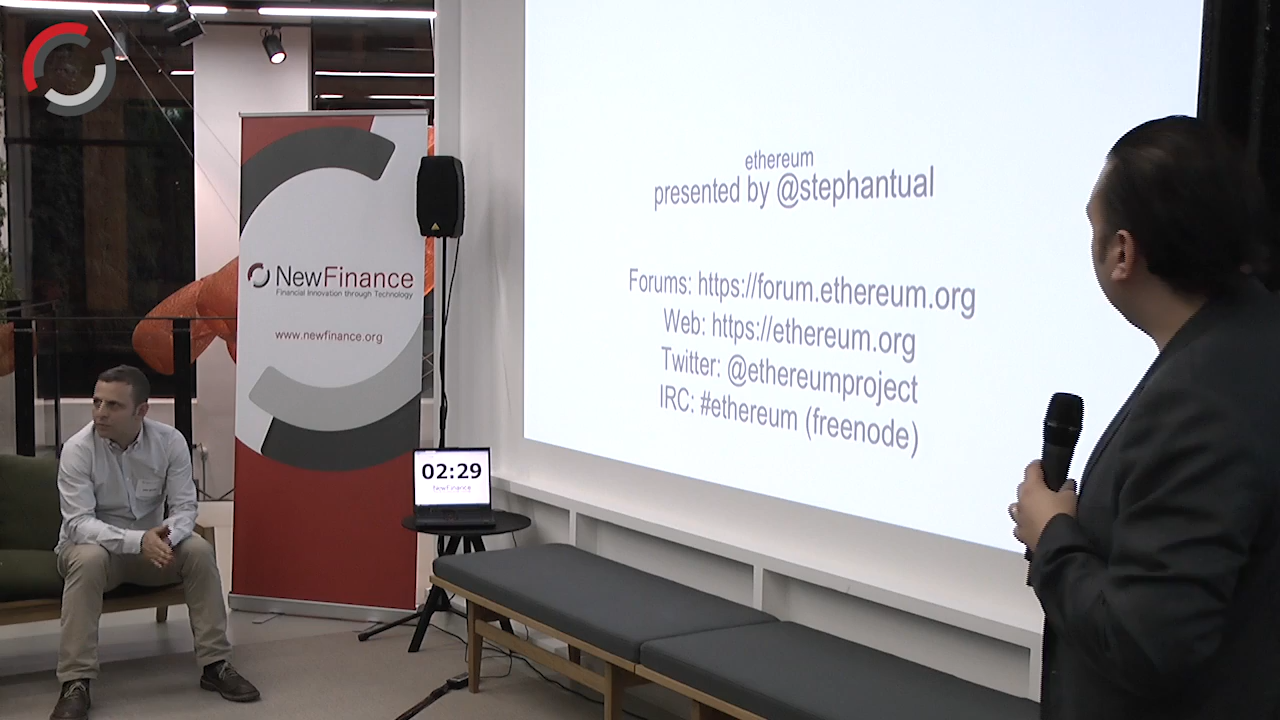 NewFinance
Financial Innovation through Technology
www.newfinance.org
02:29
NewFinance
ethereum
presented by @stephantual
Forums: https://forum.ethereum.org
Web: https://ethereum.org
Twitter: @ethereumproject
IRC: #ethereum (freenode)